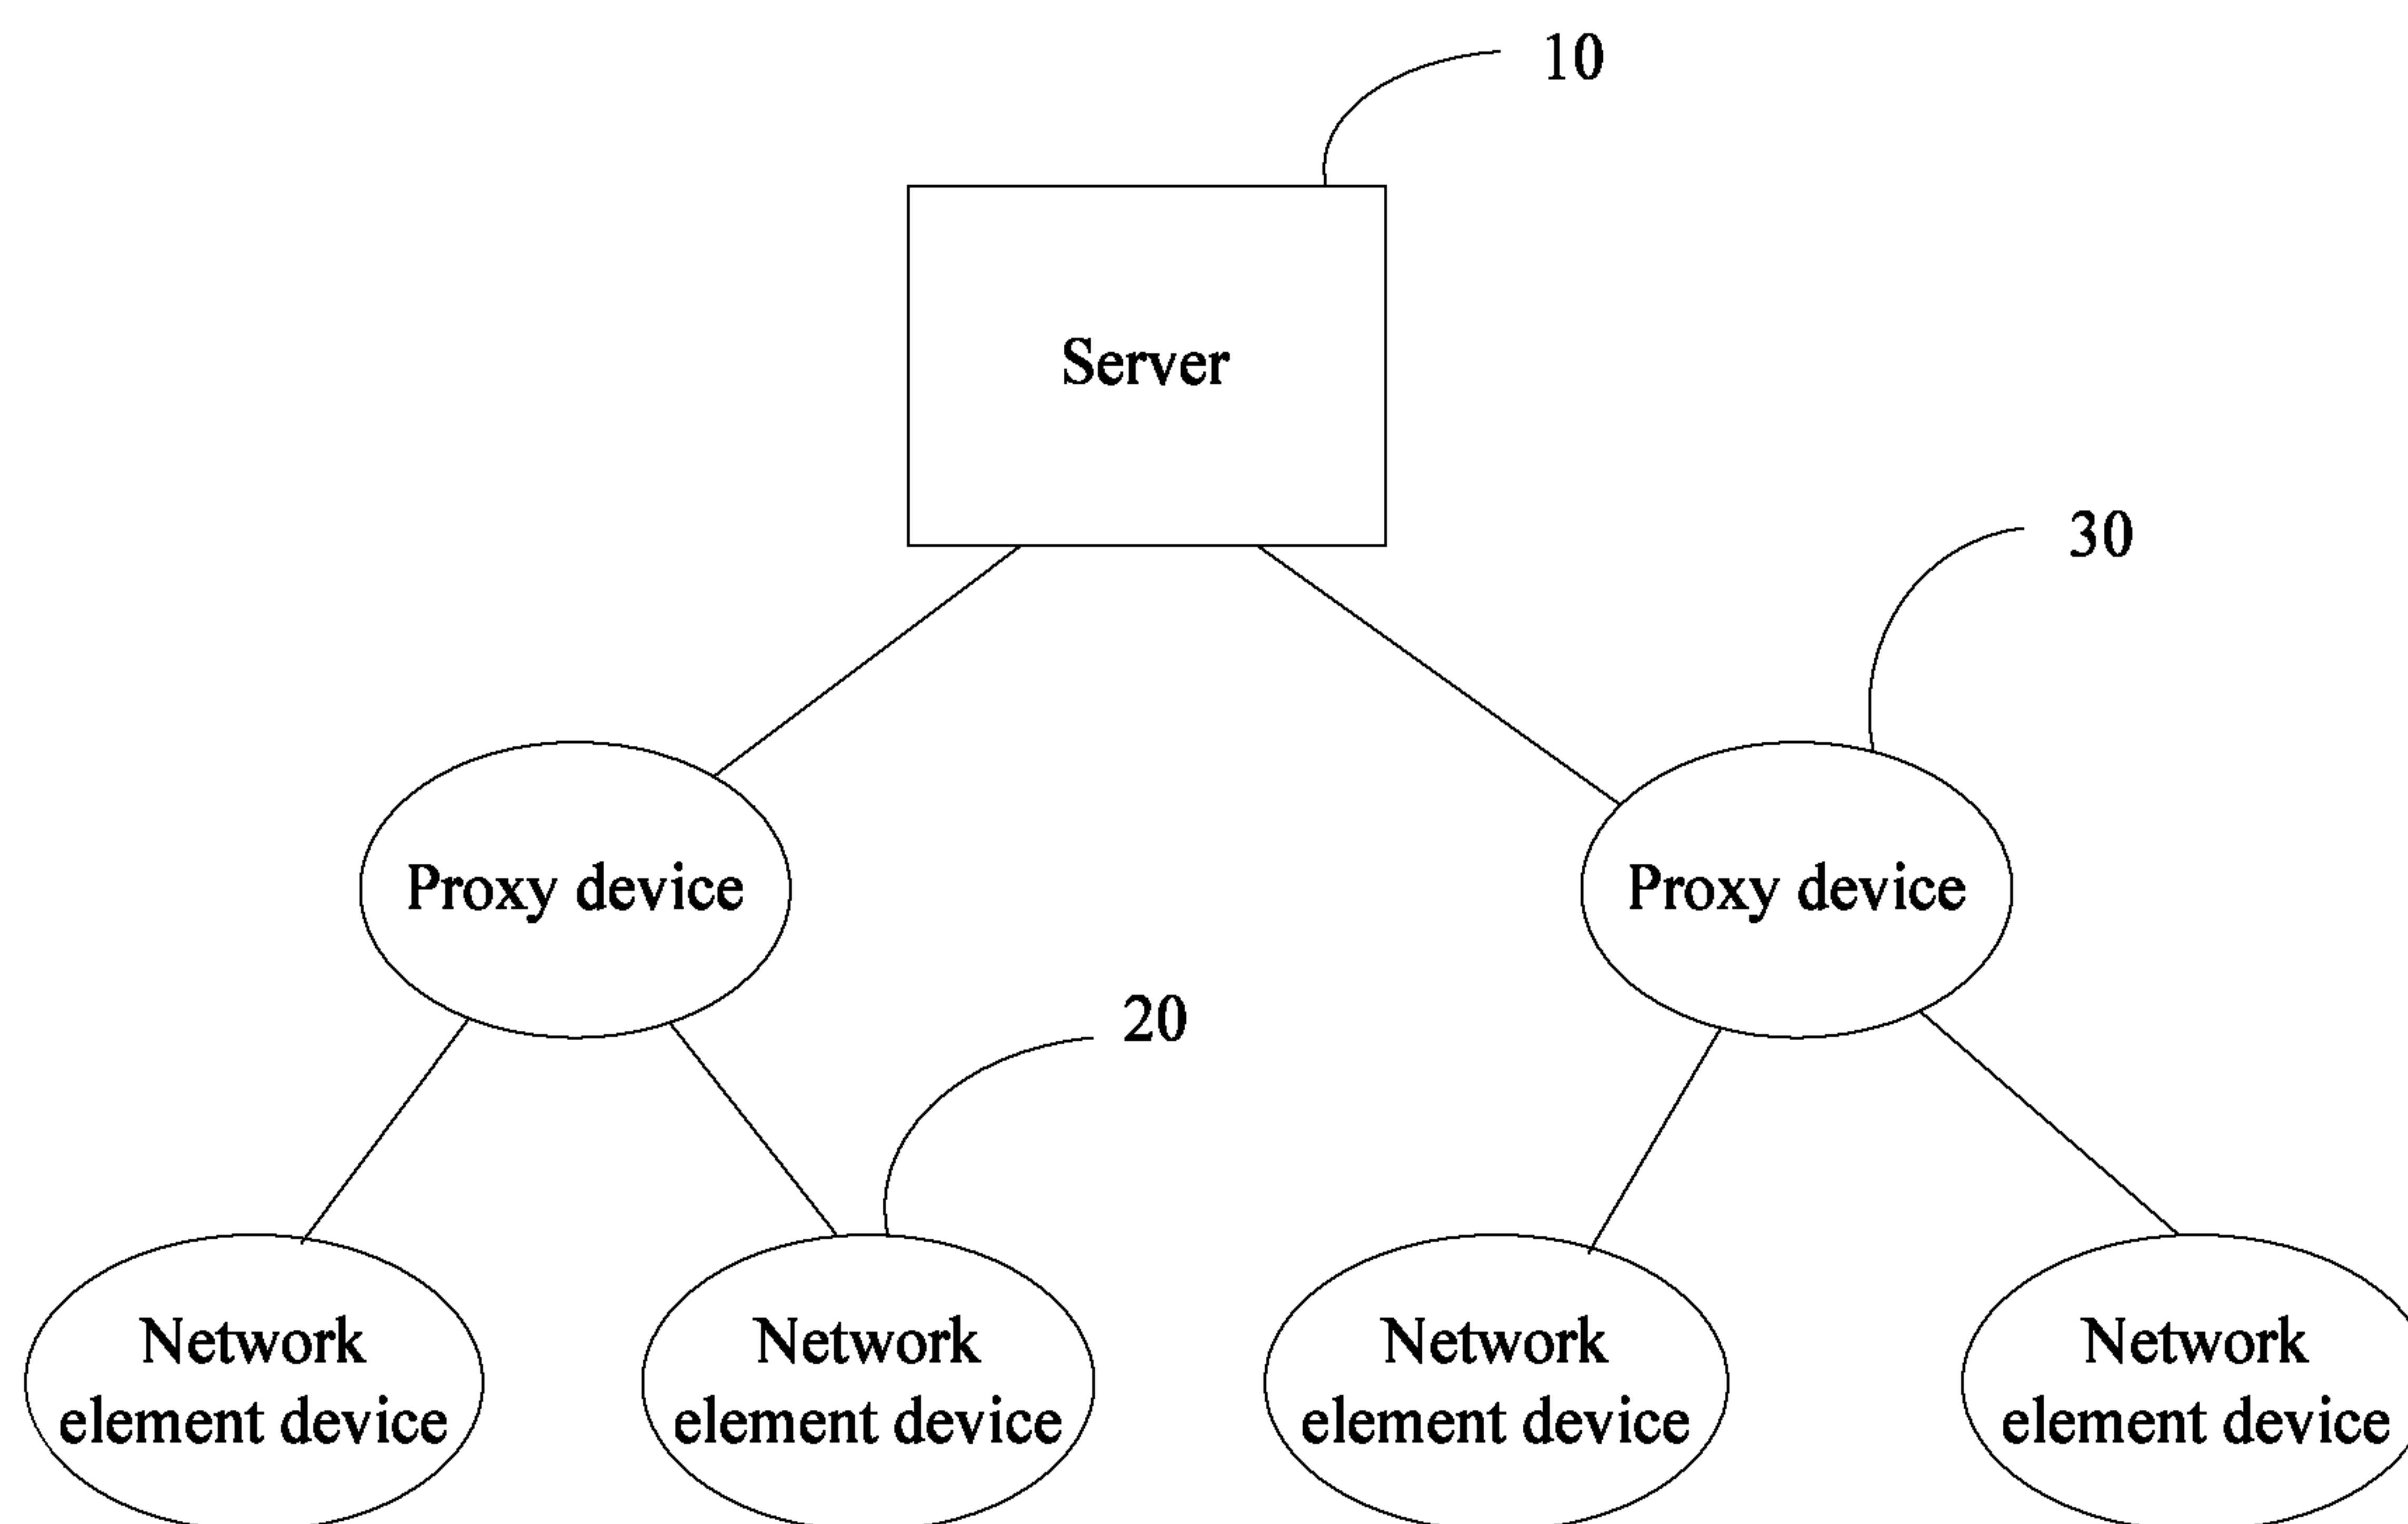 10
Server
30
Proxy device
Proxy device
20
Network
element device
Network
element device
Network
element device
Network
element device